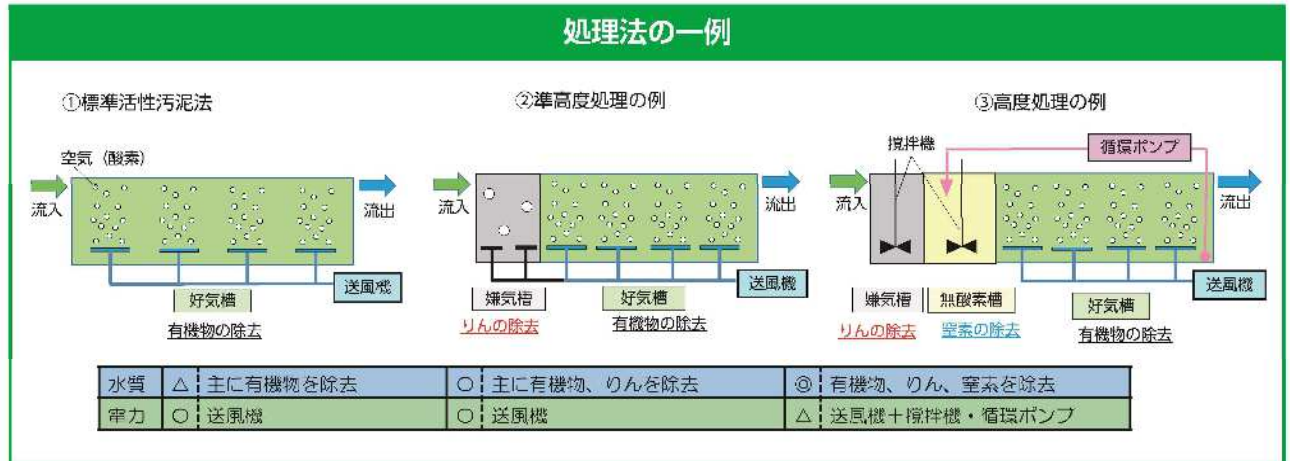 処理法の一例
①標準活性汚泥法
空気（酸素）
流入
流出
送風機
好気槽
有機物の除去
②準高度処理の例
流入
流出
送風機
嫌気槽
好気槽
りんの除去
有機物の除去
③高度処理の例
撹拌機
循環ポンプ
流入
流出
送風機
嫌気槽
無酸素槽
好気槽
りんの除去
窒素の除去
有機物の除去
水質 △ 主に有機物を除去 ○ 主に有機物、りんを除去 ◎ 有機物、りん、窒素を除去
電力 ○ 送風機 ○ 送風機 △ 送風機＋撹拌機・循環ポンプ